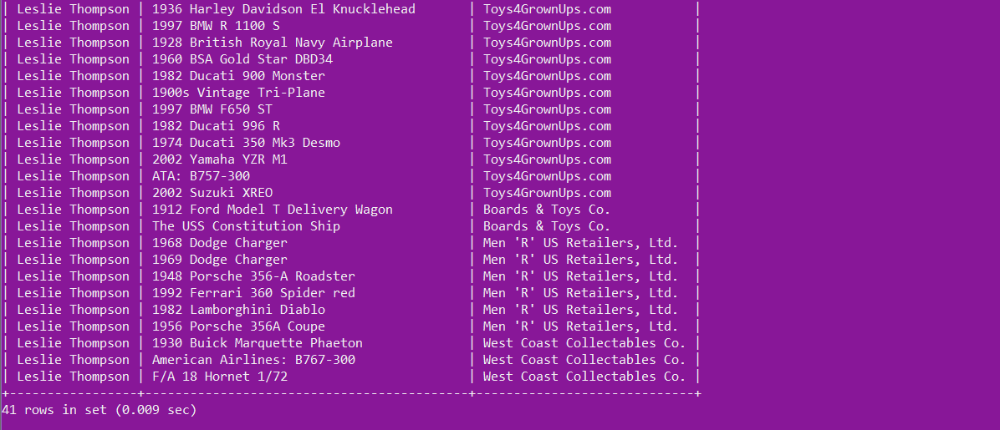 | Leslie Thompson | 1936 Harley Davidson El Knucklehead       | Toys4GrownUps.com           |
| Leslie Thompson | 1997 BMW R 1100 S                         | Toys4GrownUps.com           |
| Leslie Thompson | 1928 British Royal Navy Airplane          | Toys4GrownUps.com           |
| Leslie Thompson | 1960 BSA Gold Star DBD34                  | Toys4GrownUps.com           |
| Leslie Thompson | 1982 Ducati 900 Monster                   | Toys4GrownUps.com           |
| Leslie Thompson | 1900s Vintage Tri-Plane                   | Toys4GrownUps.com           |
| Leslie Thompson | 1997 BMW F650 ST                          | Toys4GrownUps.com           |
| Leslie Thompson | 1982 Ducati 996 R                         | Toys4GrownUps.com           |
| Leslie Thompson | 1974 Ducati 350 Mk3 Desmo                 | Toys4GrownUps.com           |
| Leslie Thompson | 2002 Yamaha YZR M1                        | Toys4GrownUps.com           |
| Leslie Thompson | ATA: B757-300                             | Toys4GrownUps.com           |
| Leslie Thompson | 2002 Suzuki XREO                          | Toys4GrownUps.com           |
| Leslie Thompson | 1912 Ford Model T Delivery Wagon          | Boards & Toys Co.           |
| Leslie Thompson | The USS Constitution Ship                 | Boards & Toys Co.           |
| Leslie Thompson | 1968 Dodge Charger                        | Men 'R' US Retailers, Ltd.  |
| Leslie Thompson | 1969 Dodge Charger                        | Men 'R' US Retailers, Ltd.  |
| Leslie Thompson | 1948 Porsche 356-A Roadster               | Men 'R' US Retailers, Ltd.  |
| Leslie Thompson | 1992 Ferrari 360 Spider red               | Men 'R' US Retailers, Ltd.  |
| Leslie Thompson | 1982 Lamborghini Diablo                   | Men 'R' US Retailers, Ltd.  |
| Leslie Thompson | 1956 Porsche 356A Coupe                   | Men 'R' US Retailers, Ltd.  |
| Leslie Thompson | 1930 Buick Marquette Phaeton              | West Coast Collectables Co. |
| Leslie Thompson | American Airlines: B767-300               | West Coast Collectables Co. |
| Leslie Thompson | F/A 18 Hornet 1/72                        | West Coast Collectables Co. |
+-----------------+-------------------------------------------+-----------------------------+
41 rows in set (0.009 sec)